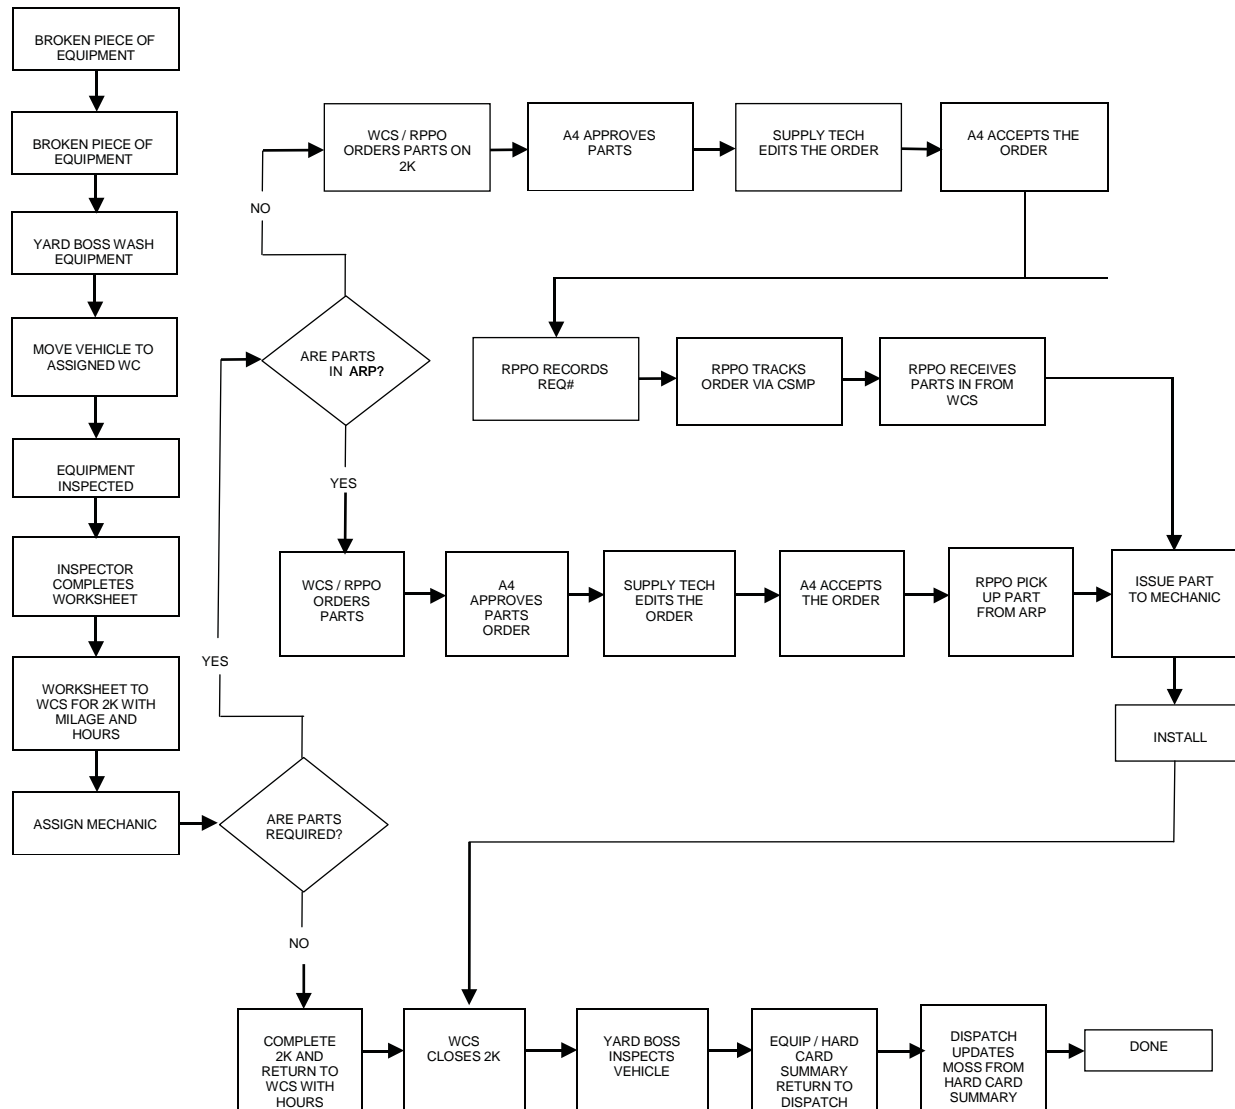 BROKEN PIECE OF
EQUIPMENT
BROKEN PIECE OF
EQUIPMENT
YARD BOSS WASH
EQUIPMENT
MOVE VEHICLE TO
ASSIGNED WC
EQUIPMENT
INSPECTED
INSPECTOR
COMPLETES
WORKSHEET
WORKSHEET TO
WCS FOR 2K WITH
MILAGE AND
HOURS
ASSIGN MECHANIC
ARE PARTS
REQUIRED?
YES
NO
ARE PARTS
IN ARP?
NO
YES
WCS / RPPO
ORDERS PARTS ON
2K
A4 APPROVES
PARTS
SUPPLY TECH
EDITS THE ORDER
A4 ACCEPTS THE
ORDER
RPPO RECORDS
REQ#
RPPO TRACKS
ORDER VIA CSMP
RPPO RECEIVES
PARTS IN FROM
WCS
WCS / RPPO
ORDERS
PARTS
A4
APPROVES
PARTS
ORDER
SUPPLY TECH
EDITS THE
ORDER
A4 ACCEPTS
THE ORDER
RPPO PICK
UP PART
FROM ARP
ISSUE PART
TO MECHANIC
INSTALL
COMPLETE
2K AND
RETURN TO
WCS WITH
HOURS
WCS
CLOSES 2K
YARD BOSS
INSPECTS
VEHICLE
EQUIP / HARD
CARD
SUMMARY
RETURN TO
DISPATCH
DISPATCH
UPDATES
MOSS FROM
HARD CARD
SUMMARY
DONE